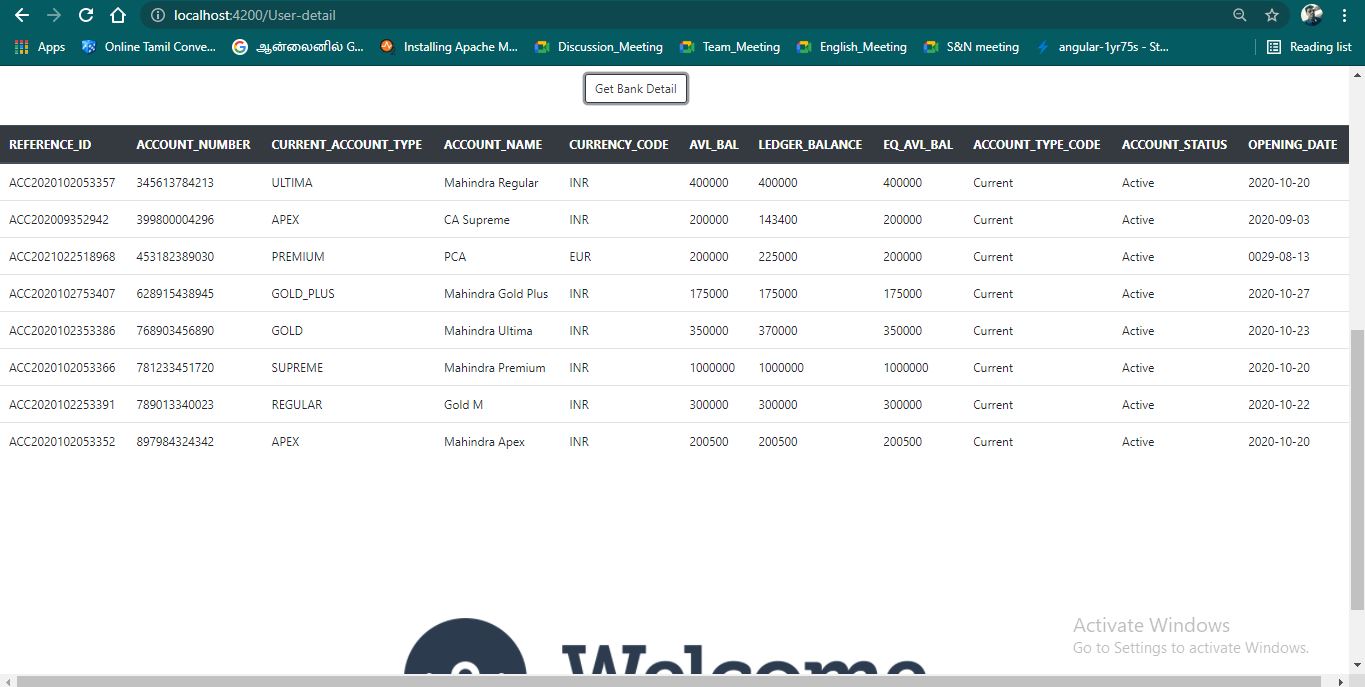 localhost:4200/User-detail
Apps Online Tamil Conve... ஆன்லைனில் G... Installing Apache M... Discussion_Meeting Team_Meeting English_Meeting S&N meeting angular-1yr75s - St... Reading list
Get Bank Detail
REFERENCE_ID ACCOUNT_NUMBER CURRENT_ACCOUNT_TYPE ACCOUNT_NAME CURRENCY_CODE AVL_BAL LEDGER_BALANCE EQ_AVL_BAL ACCOUNT_TYPE_CODE ACCOUNT_STATUS OPENING_DATE
ACC2020102053357 345613784213 ULTIMA Mahindra Regular INR 400000 400000 400000 Current Active 2020-10-20
ACC202009352942 399800004296 APEX CA Supreme INR 200000 143400 200000 Current Active 2020-09-03
ACC2021022518968 453182389030 PREMIUM PCA EUR 200000 225000 200000 Current Active 0029-08-13
ACC2020102753407 628915438945 GOLD_PLUS Mahindra Gold Plus INR 175000 175000 175000 Current Active 2020-10-27
ACC2020102353386 768903456890 GOLD Mahindra Ultima INR 350000 370000 350000 Current Active 2020-10-23
ACC2020102053366 781233451720 SUPREME Mahindra Premium INR 1000000 1000000 1000000 Current Active 2020-10-20
ACC2020102253391 789013340023 REGULAR Gold M INR 300000 300000 300000 Current Active 2020-10-22
ACC2020102053352 897984324342 APEX Mahindra Apex INR 200500 200500 200500 Current Active 2020-10-20
Welcome
Activate Windows
Go to Settings to activate Windows.